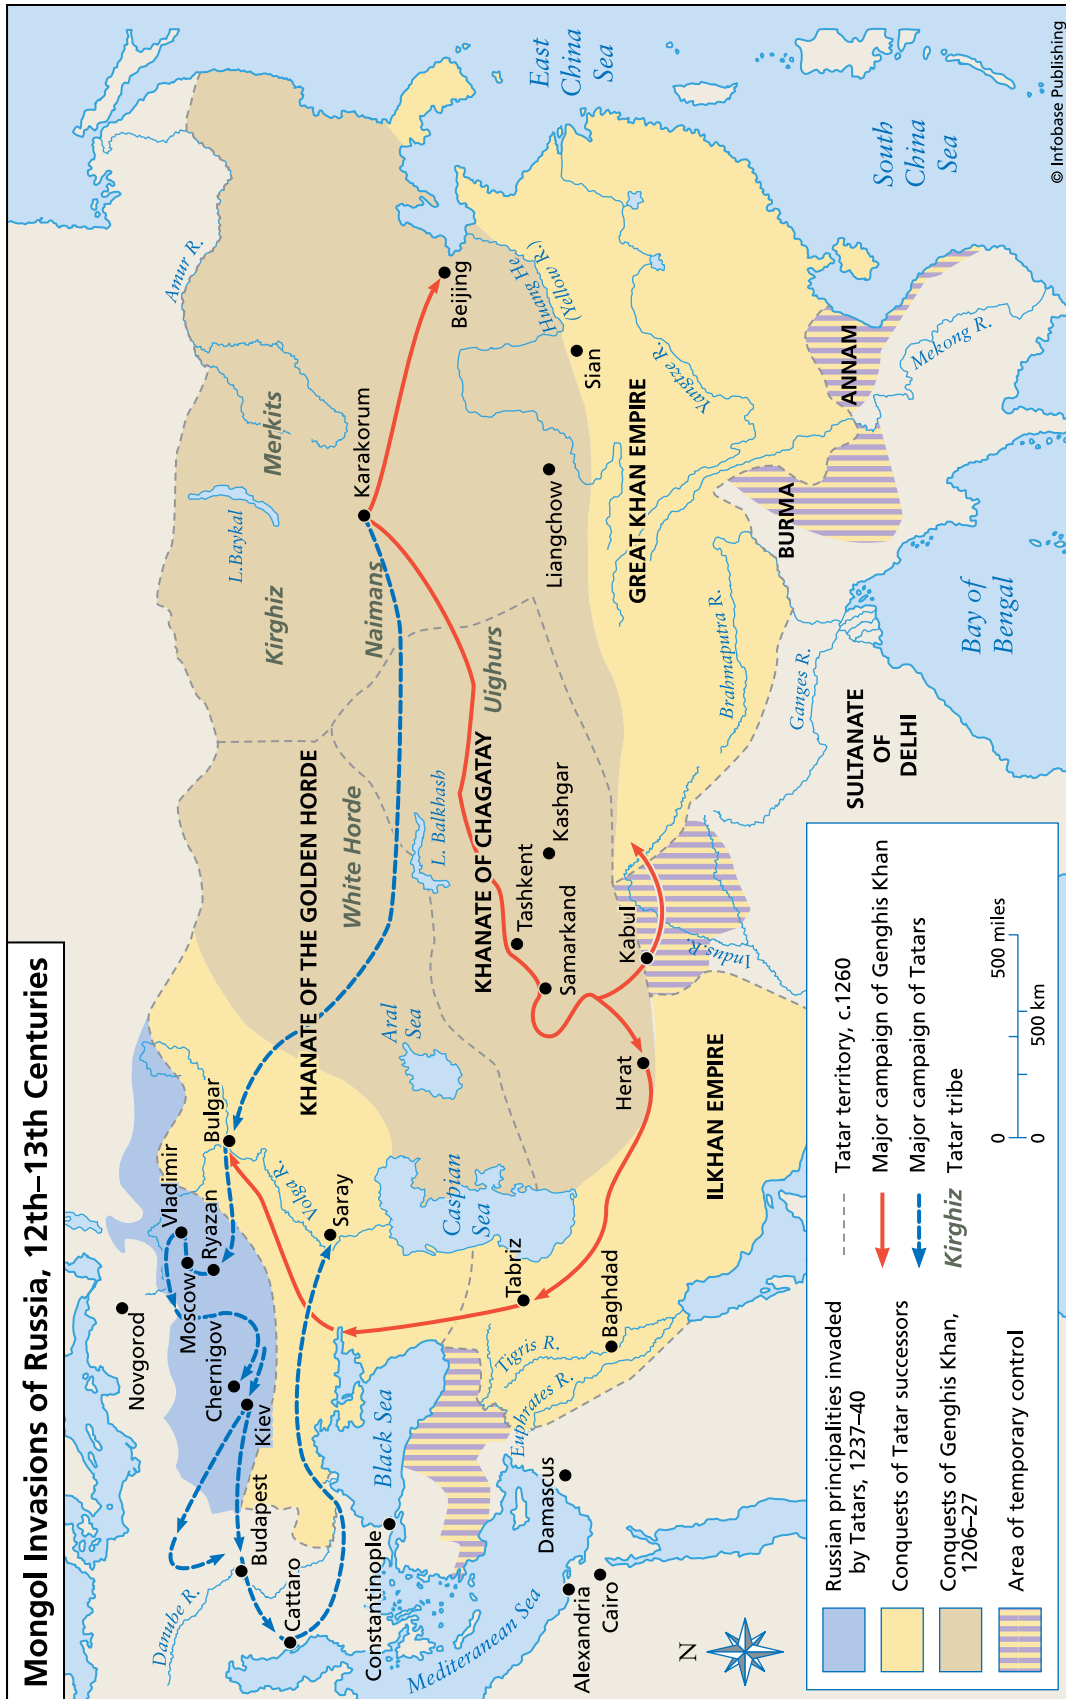 Mongol Invasions of Russia, 12th–13th Centuries
Novgorod
Vladimir
Moscow
Ryazan
Bulgar
Chernigov
Kiev
Budapest
Cattaro
Danube R.
Volga R.
Saray
KHANATE OF THE GOLDEN HORDE
White Horde
Kirghiz
L.Baykal
Merkits
Amur R.
Naimans
Karakorum
Beijing
Constantinople
Black Sea
Caspian
Sea
Aral
Sea
L. Balkhash
KHANATE OF CHAGATAY
Uighurs
Tashkent
Kashgar
Samarkand
Liangchow
Sian
Huang He
(Yellow R.)
East
China
Sea
Mediterranean Sea
Damascus
Alexandria
Cairo
Euphrates R.
Tigris R.
Tabriz
Baghdad
Herat
Kabul
Indus R.
ILKHAN EMPIRE
GREAT KHAN EMPIRE
Yangtze R.
Brahmaputra R.
Ganges R.
SULTANATE
OF
DELHI
BURMA
ANNAM
Mekong R.
Bay of
Bengal
South
China
Sea
N
Russian principalities invaded
by Tatars, 1237–40
Conquests of Tatar successors
Conquests of Genghis Khan,
1206–27
Area of temporary control
Tatar territory, c.1260
Major campaign of Genghis Khan
Major campaign of Tatars
Kirghiz Tatar tribe
0 500 miles
0 500 km
© Infobase Publishing